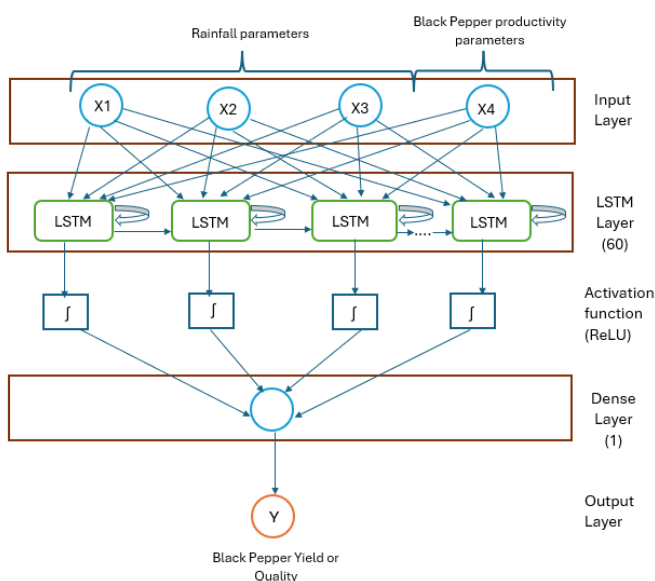 Rainfall parameters
Black Pepper productivity
parameters
X1
X2
X3
X4
Input
Layer
LSTM
LSTM
LSTM
....
LSTM
LSTM
Layer
(60)
∫
∫
∫
∫
Activation
function
(ReLU)
Dense
Layer
(1)
Y
Output
Layer
Black Pepper Yield or
Quality